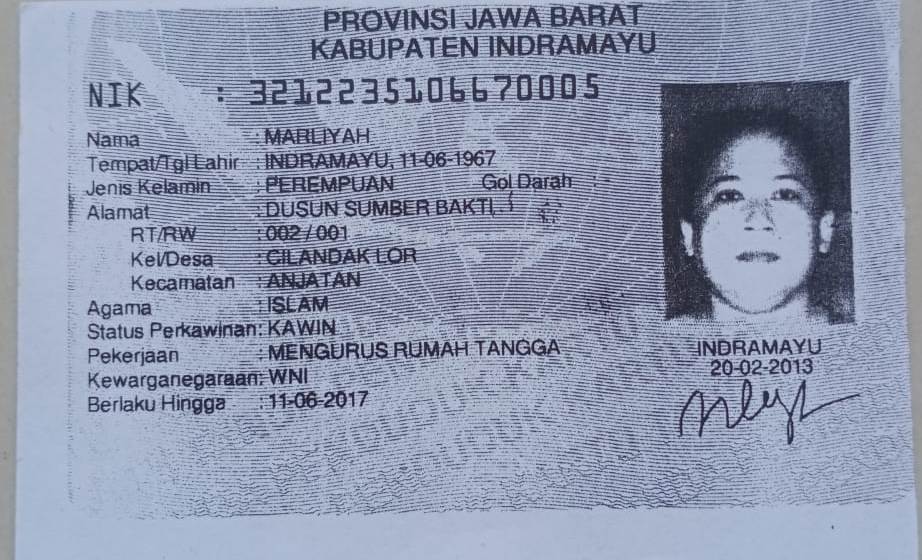 PROVINSI JAWA BARAT
KABUPATEN INDRAMAYU
NIK : 3212235106670005
Nama : MARLIYAH
Tempat/Tgl Lahir : INDRAMAYU, 11-06-1967
Jenis Kelamin : PEREMPUAN Gol Darah :
Alamat : DUSUN SUMBER BAKTI
RT/RW : 002 / 001
Kel/Desa : CILANDAK LOR
Kecamatan : ANJATAN
Agama : ISLAM
Status Perkawinan: KAWIN
Pekerjaan : MENGURUS RUMAH TANGGA
Kewarganegaraan: WNI
Berlaku Hingga : 11-06-2017
INDRAMAYU
20-02-2013